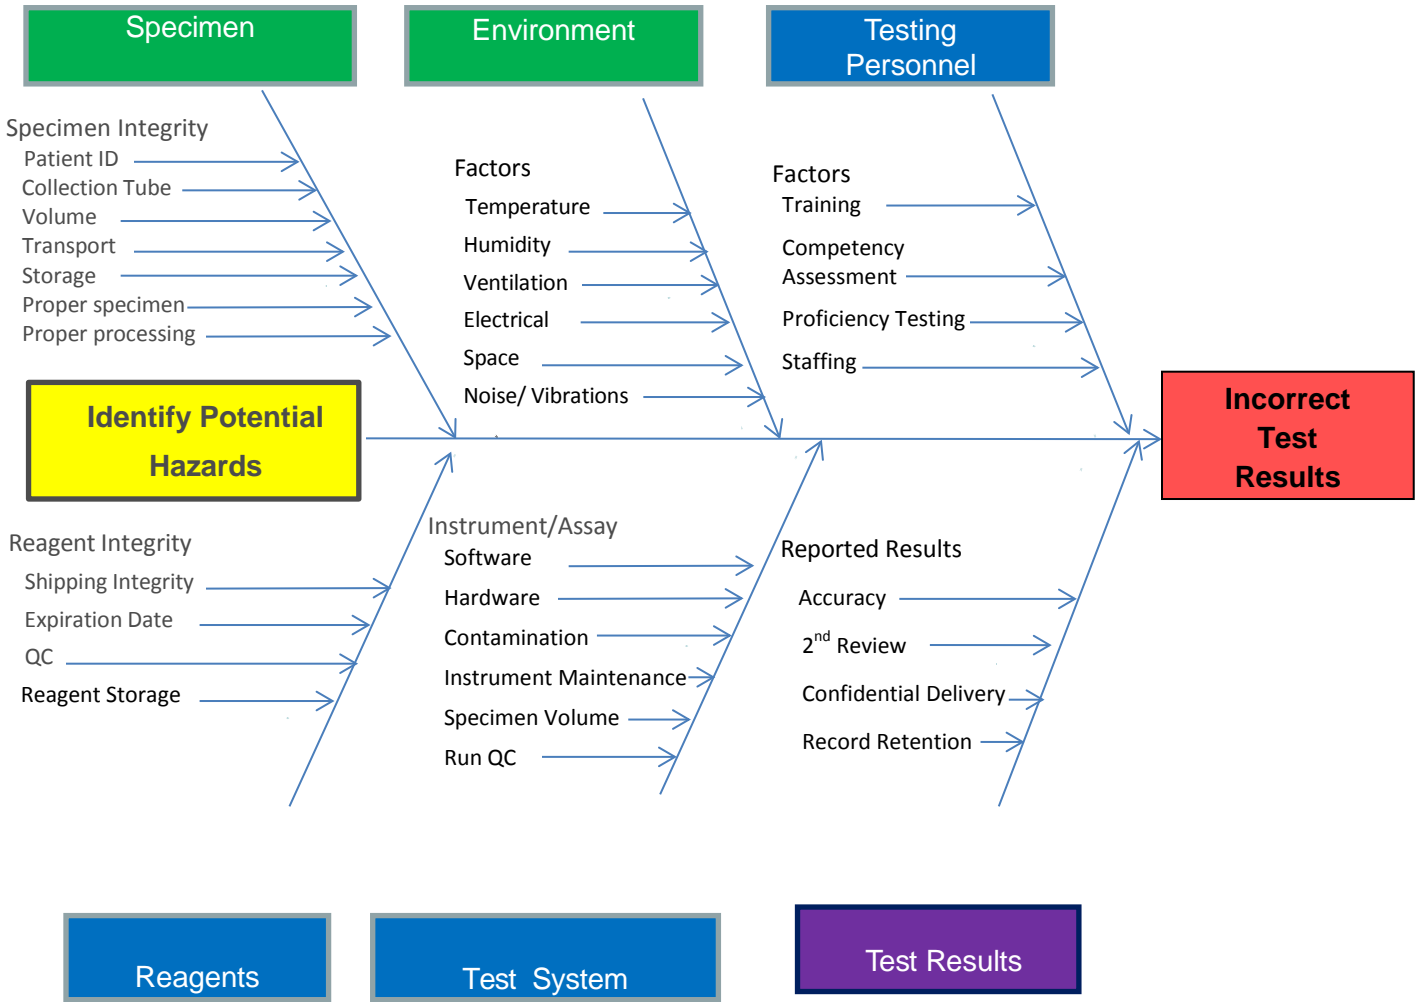 Specimen
Environment
Testing
Personnel
Specimen Integrity
Patient ID
Collection Tube
Volume
Transport
Storage
Proper specimen
Proper processing
Factors
Temperature
Humidity
Ventilation
Electrical
Space
Noise/ Vibrations
Factors
Training
Competency
Assessment
Proficiency Testing
Staffing
Identify Potential
Hazards
Incorrect
Test
Results
Reagent Integrity
Shipping Integrity
Expiration Date
QC
Reagent Storage
Instrument/Assay
Software
Hardware
Contamination
Instrument Maintenance
Specimen Volume
Run QC
Reported Results
Accuracy
2nd Review
Confidential Delivery
Record Retention
Reagents
Test System
Test Results